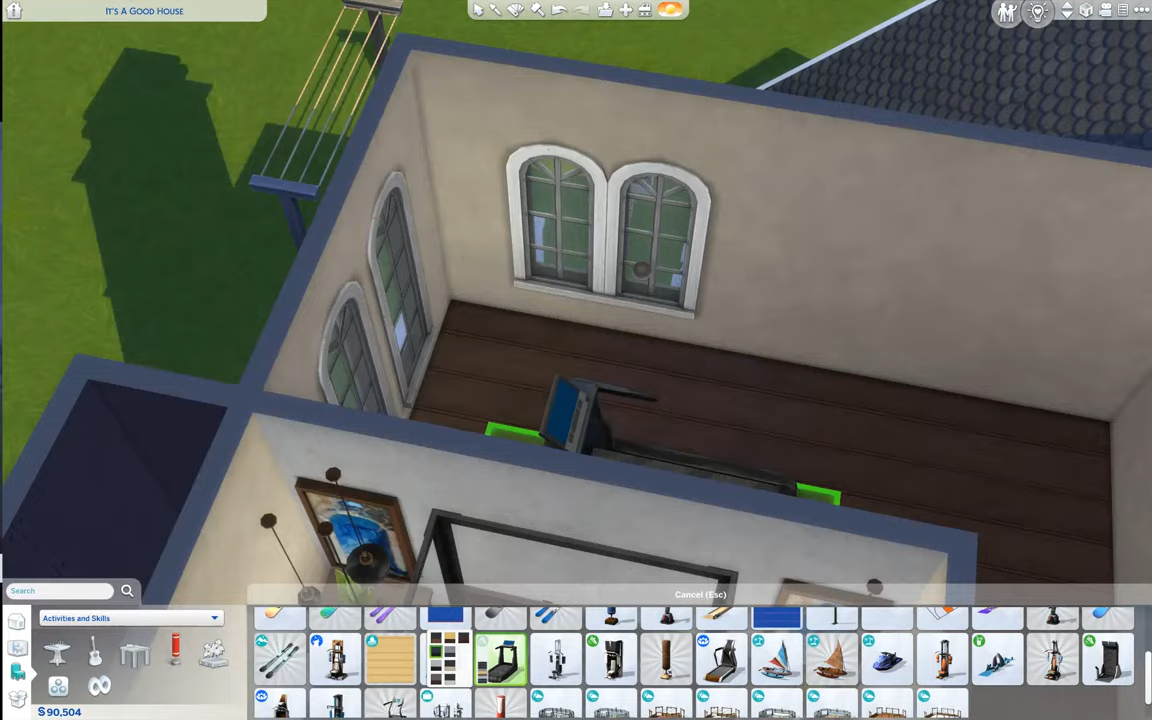 IT'S A GOOD HOUSE
Cancel (Esc)
Search
Activities and Skills
§90,504